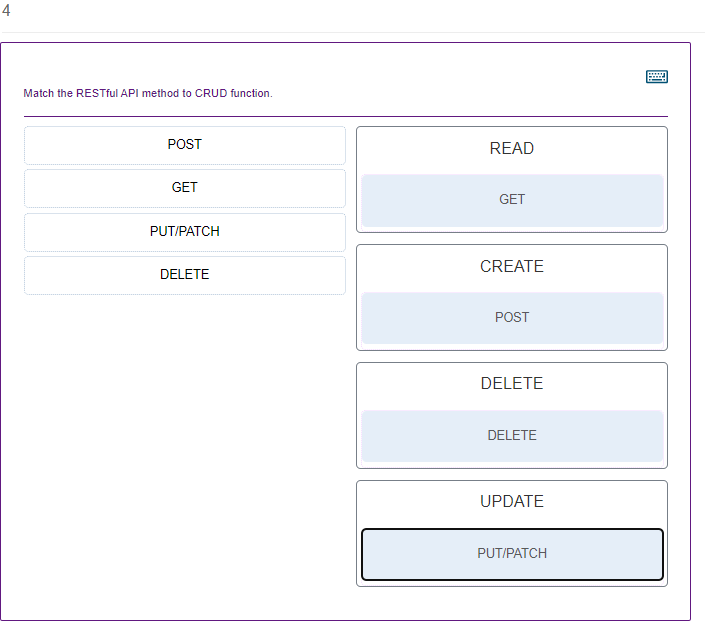 4
Match the RESTful API method to CRUD function.
POST
GET
PUT/PATCH
DELETE
READ
GET
CREATE
POST
DELETE
DELETE
UPDATE
PUT/PATCH